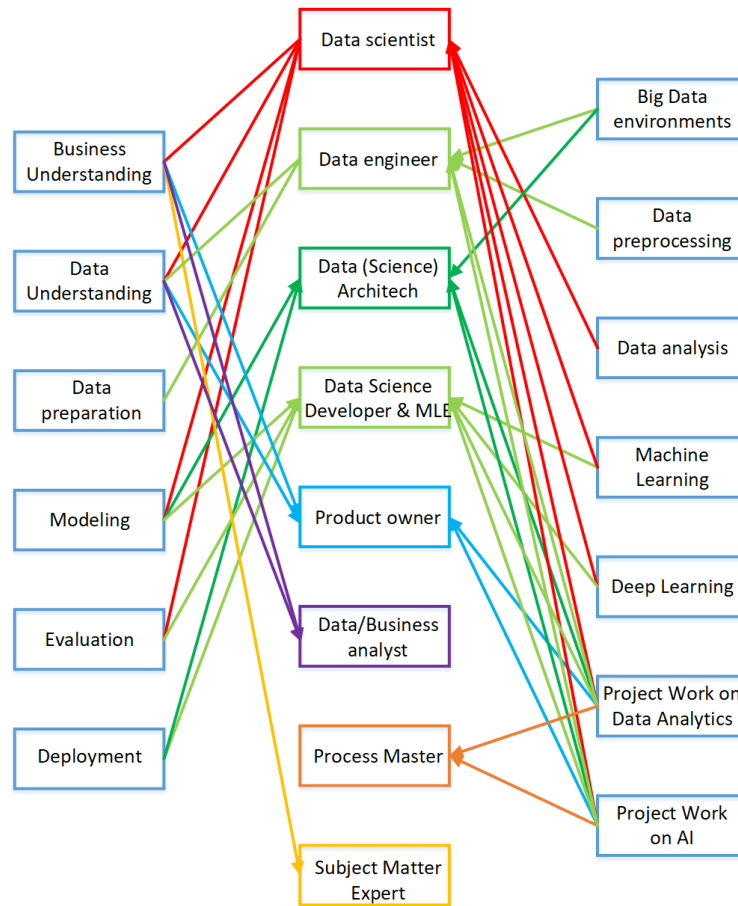 Data scientist
Data engineer
Data (Science)
Architech
Data Science
Developer & MLE
Product owner
Data/Business
analyst
Process Master
Subject Matter
Expert
Business
Understanding
Data
Understanding
Data
preparation
Modeling
Evaluation
Deployment
Big Data
environments
Data
preprocessing
Data analysis
Machine
Learning
Deep Learning
Project Work on
Data Analytics
Project Work
on AI